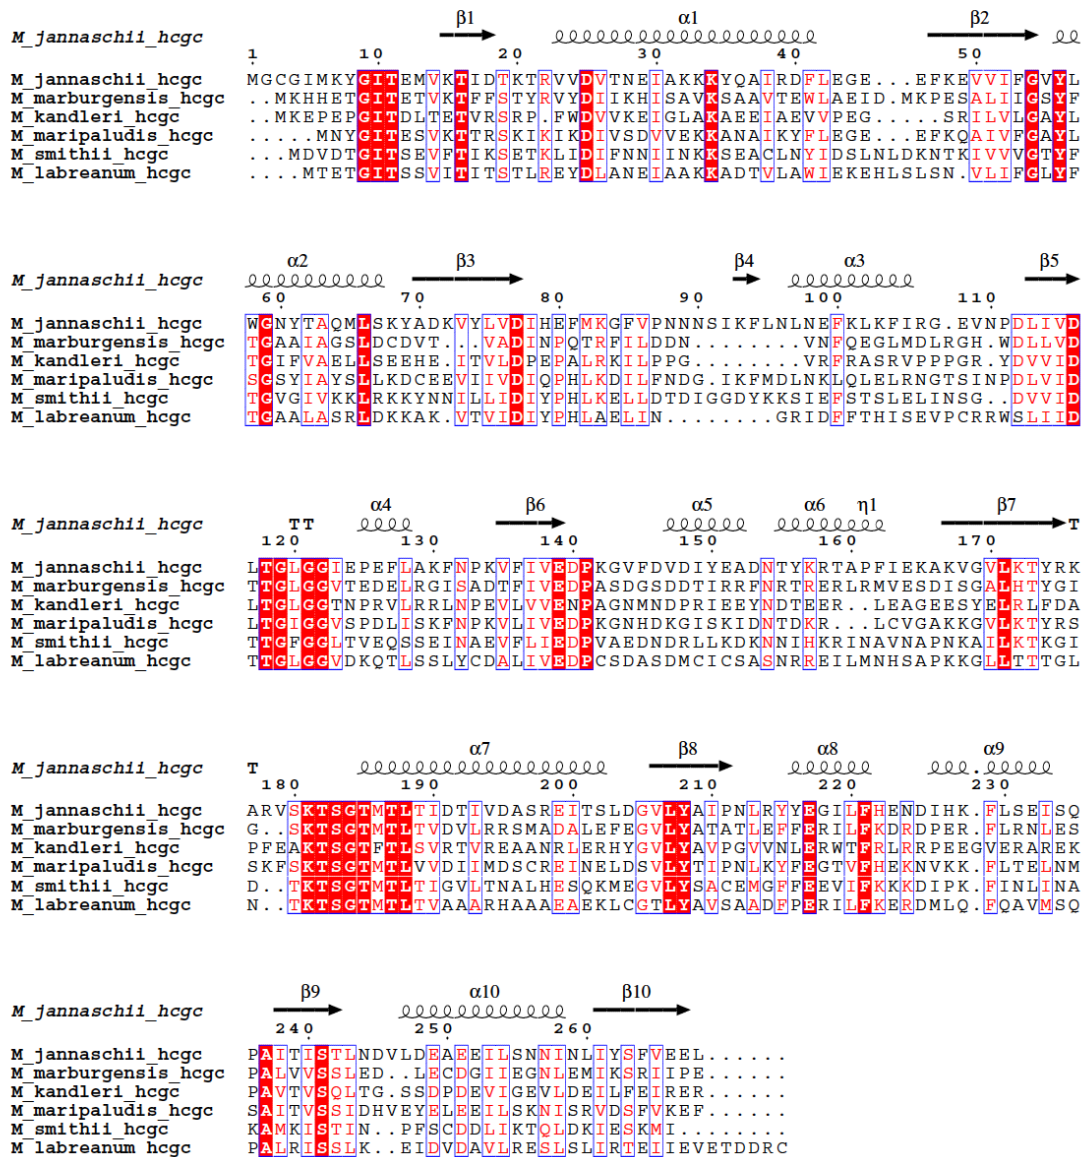 β1 α1 β2
M_jannaschii_hcgc
1 10 20 30 40 50
M_jannaschii_hcgc MGCGIMKYGITEMVKTIDTKTRVVDVTNEIAKKKYQAIRDFLEGE...EFKEVVIFGVYL
M_marburgensis_hcgc ..MKHHETGITETVKTFFSTYRVYDIIKHISAVKSAAVTEWLAEID.MKPESALIIGSYF
M_kandleri_hcgc ..MKEPEPGITDLTETVRSRP.FWDVVKEIGLAKAEEIAEVVPEG.....SRILVLGAYL
M_maripaludis_hcgc .....MNYGITESVKTTRSKIKIKDIVSDVVEKKANAIKYFLEGE...EFKQAIVFGAYL
M_smithii_hcgc ...MDVDTGITSEVFTIKSETKLIDIFNNIINKKSEACLNYIDSLNLDKNTKIVVVGTYF
M_labreanum_hcgc ....MTETGITSSVITITSTLREYDLANEIAAKKADTVLAWIEKEHLSLSN.VLIFGLYF
α2 β3 β4 α3 β5
M_jannaschii_hcgc
60 70 80 90 100 110
M_jannaschii_hcgc WGNYTAQMLSKYADKVYLVDIHEFMKGFVPNNNSIKFLNLNEFKLKFIRG.EVNPDLIVD
M_marburgensis_hcgc TGAAIAGSLDCDVT...VADINPQTRFILDDN.....VNFQEGLMDLRGH.WDLLVD
M_kandleri_hcgc TGIFVAELLSEEHE.ITVLDPEPALRKILPPG......VRFRASRVPPPGR.YDVVID
M_maripaludis_hcgc SGSYIAYSLLKDCEEVIIVDIQPHLKDILFNDG.IKFMDLNKLQLELRNGTSINPDLVID
M_smithii_hcgc TGVGIVKKLRKKYNNILLIDIYPHLKELLDTDIGGDYKKSIEFSTSLELINSG..DVVID
M_labreanum_hcgc TGAALASRLDKKAK.VTVIDIYPHLAELIN........GRIDFFTHISEVPCRRWSLIID
TT α4 β6 α5 α6 η1 β7 T
M_jannaschii_hcgc
120 130 140 150 160 170
M_jannaschii_hcgc LTGLGGIEPEFLAKFNPKVFIVEDPKGVFDVDIYEADNTYKRTAPFIEKAKVGVLKTYRK
M_marburgensis_hcgc TTGLGGVTEDELRGISADTFIVEDPASDGSDDTIERFNRTRERLRMVESDISGALHTYGI
M_kandleri_hcgc LTGLGGTNPRVLRRLNPEVLVVENPAGNMNDPRIEEYNDTEER..LEAGEESYELRLFDA
M_maripaludis_hcgc LTGIGGVSPDLISKFNPKVLIVEDPKGNHDKGISKIDNTDKR...LCVGAKKGVLKTYRS
M_smithii_hcgc TTGFGGLTVEQSSEINAEVFLIEDPVAEDNDRLLKDKNNIHKRINAVNAPNKAILKTKGI
M_labreanum_hcgc TTGLGGVDKQTLSSLYCDALIVEDPCSDASDMCICSASNRREILMNHSAPKKGLLTTTGL
T α7 β8 α8 α9
M_jannaschii_hcgc
180 190 200 210 220 230
M_jannaschii_hcgc ARVSKTSGTMTLTIDTIVDASREITSLDGVLYAIPNLRYYEGILFHENDIHK.FLSEISQ
M_marburgensis_hcgc G..SKTSGTMTLTVDVLRRSMADALEFEGVLYATATLEFFERILFKDRDPER.FLRNLES
M_kandleri_hcgc PFEAKTSGTFTLSVRTVREAANRLERHYGVLYAVPGVVNLERWTFRLRRPEEGVERAREK
M_maripaludis_hcgc SKFSKTSGTMTLVVDIIMDSCREINELDSVLYTIPNLKYFEGTVFHEKNVKK.FLTELNM
M_smithii_hcgc D..TKTSGTMTLTIGVLTNALHESQKMEGVLYSACEMGFFEEVIFKKKDIPK.FINLINA
M_labreanum_hcgc N..TKTSGTMTLTVAAARHAAAEAEKLCGTLYAVSAADFPERILFKERDMLQ.FQAVMSQ
β9 α10 β10
M_jannaschii_hcgc
240 250 260
M_jannaschii_hcgc PAITISTLNDVLDEAEEILSNNINLIYSFVEEL......
M_marburgensis_hcgc PALVVSSLED..LECDGIIEGNLEMIKSRIIPE......
M_kandleri_hcgc PAVTVSQLTG.SSDPDEVIGEVLDEILFEIRER......
M_maripaludis_hcgc SAITVSSIDHVEYELEEILSKNISRVDSFVKEF......
M_smithii_hcgc KAMKISTIN..PFSCDDLIKTQLDKIESKMI........
M_labreanum_hcgc PALRISSLK..EIDVDAVLRESLSLIRTEIIEVETDDRC